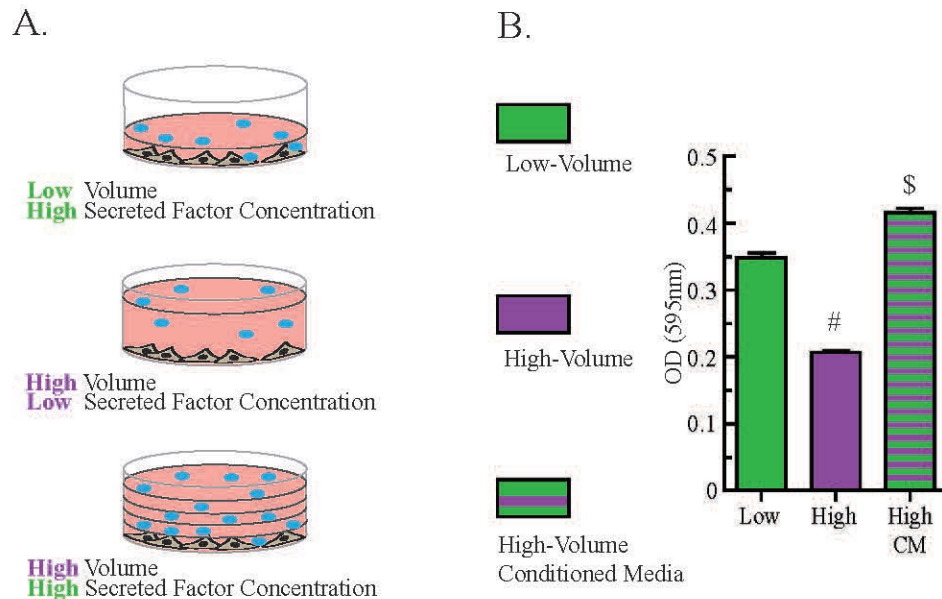 A.
Low Volume
High Secreted Factor Concentration
High Volume
Low Secreted Factor Concentration
High Volume
High Secreted Factor Concentration
B.
Low-Volume
High-Volume
High-Volume
Conditioned Media
OD (595nm)
0.5
0.4
0.3
0.2
0.1
0
#
$
Low
High
High
CM